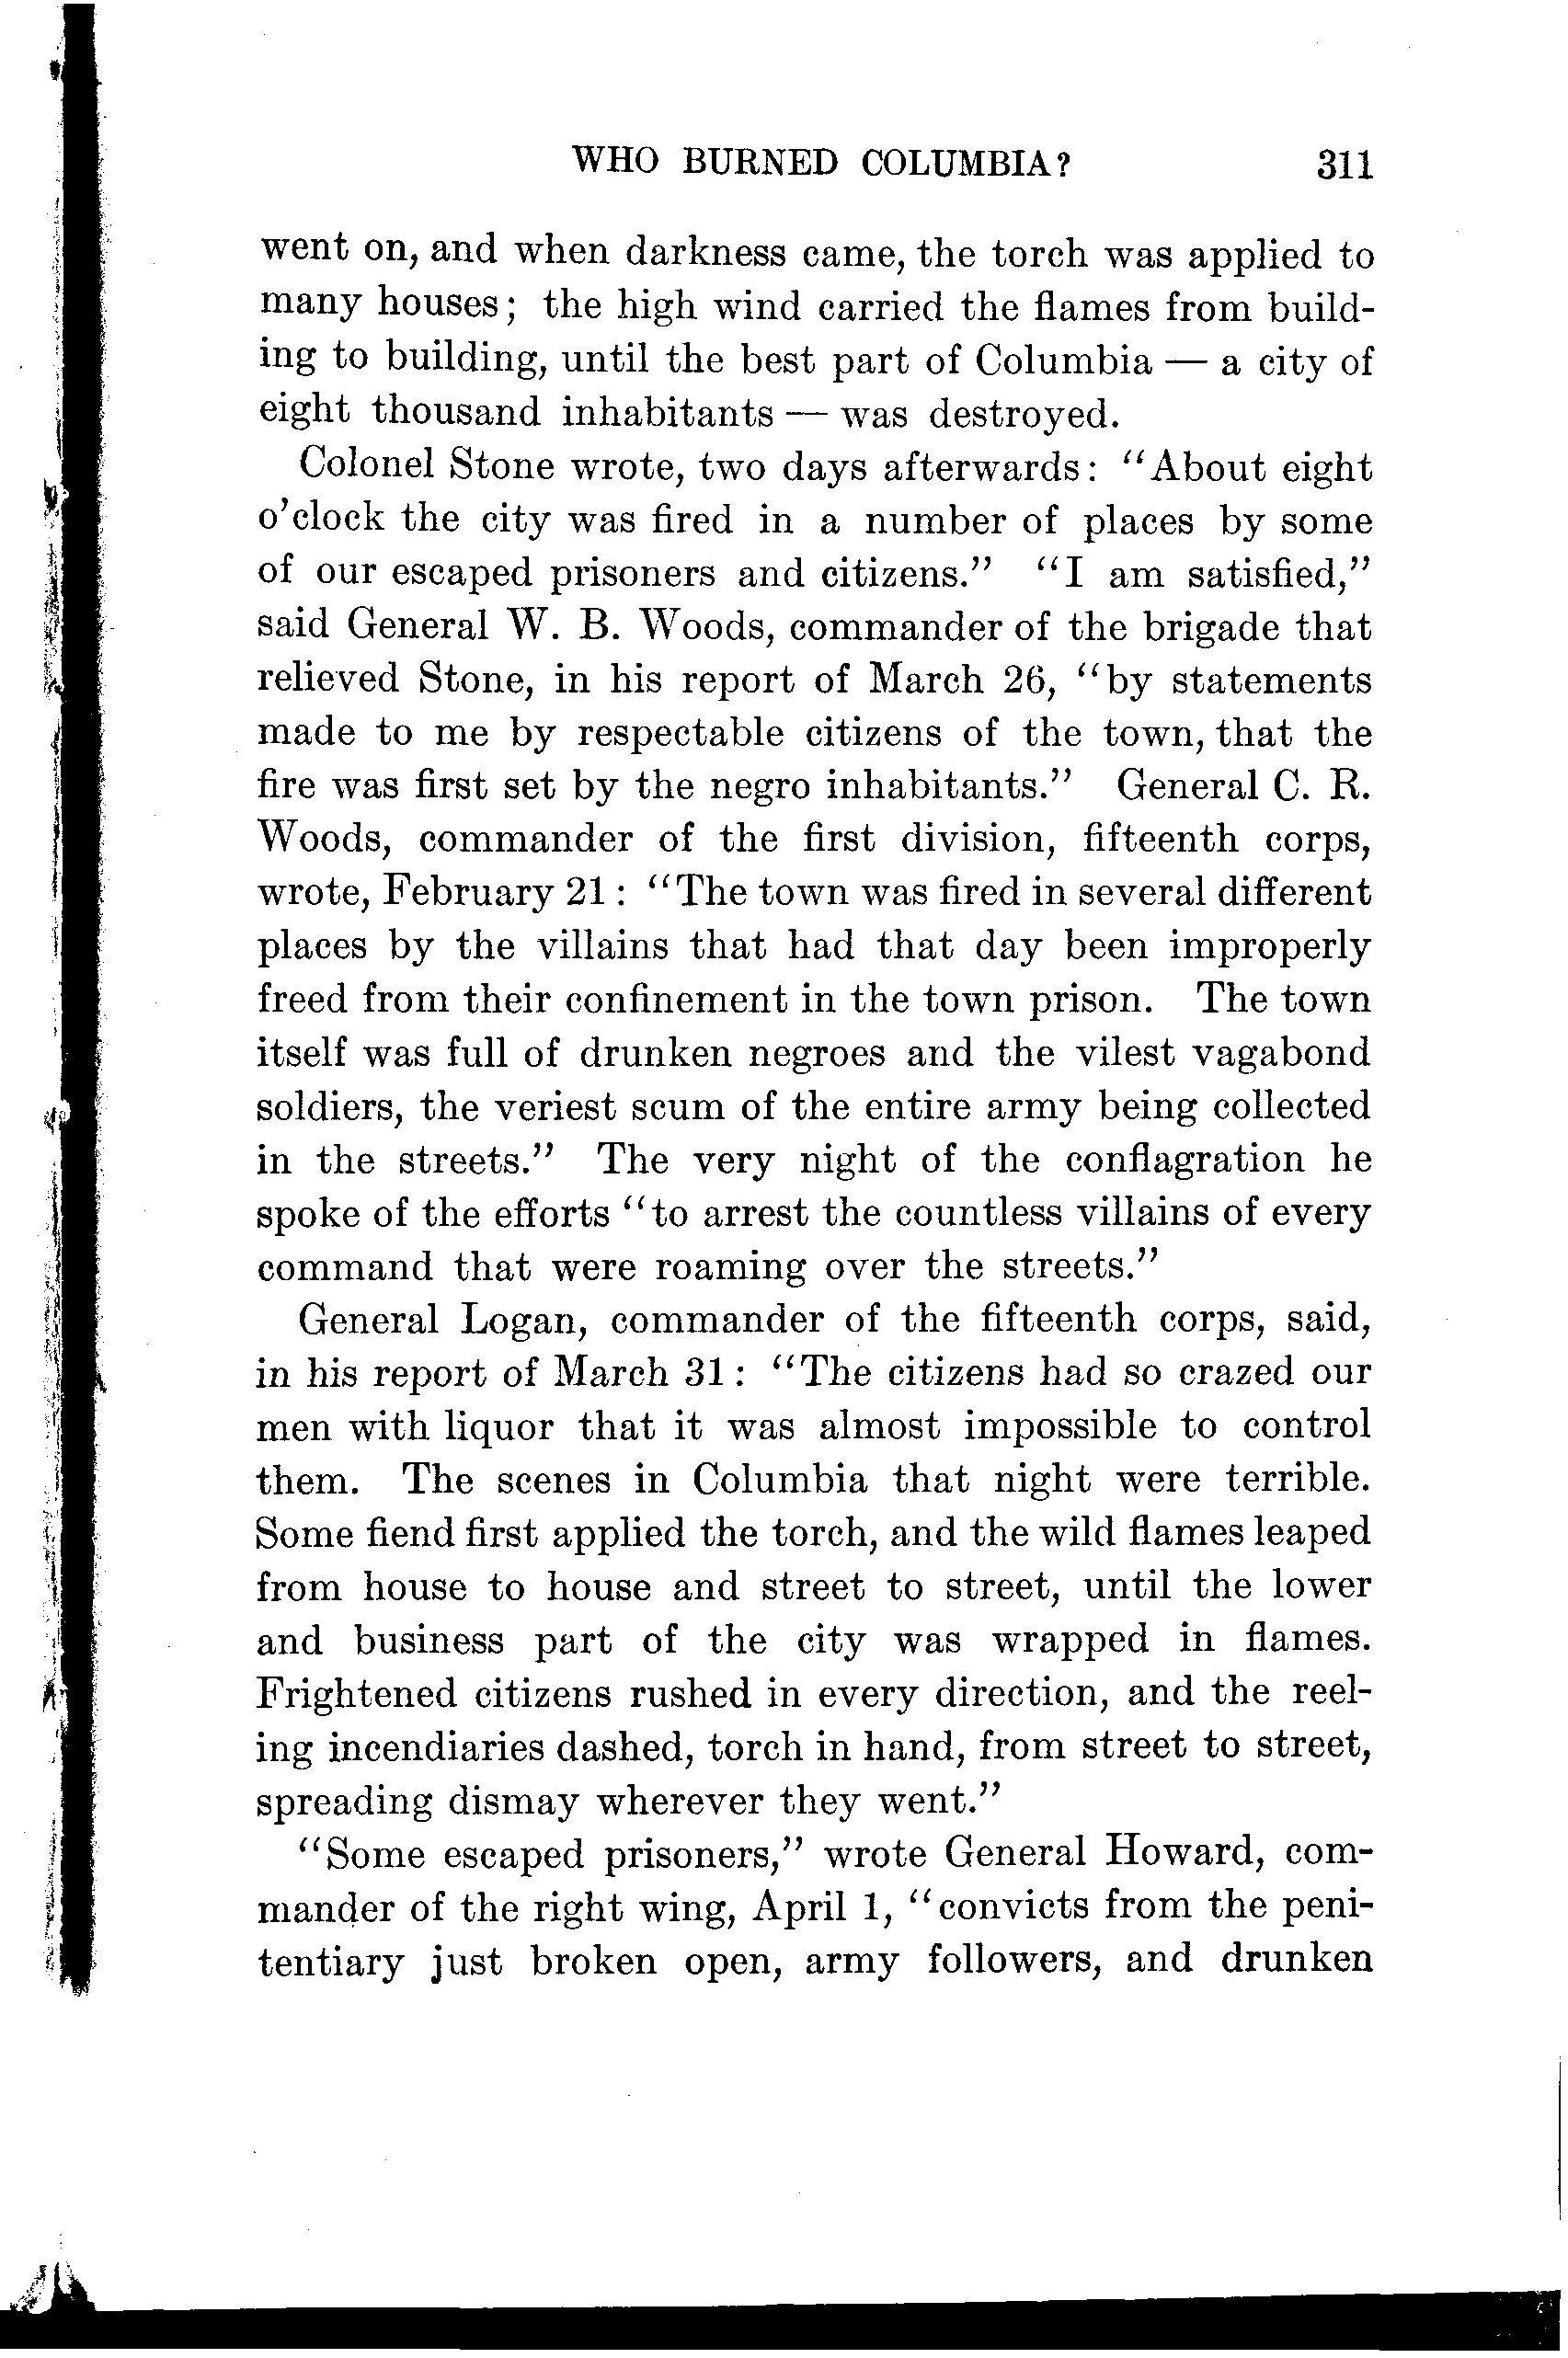 WHO BURNED COLUMBIA? 311
went on, and when darkness came, the torch was applied to
many houses; the high wind carried the flames from build-
ing to building, until the best part of Columbia — a city of
eight thousand inhabitants — was destroyed.
Colonel Stone wrote, two days afterwards: "About eight
o'clock the city was fired in a number of places by some
of our escaped prisoners and citizens." "I am satisfied,"
said General W. B. Woods, commander of the brigade that
relieved Stone, in his report of March 26, "by statements
made to me by respectable citizens of the town, that the
fire was first set by the negro inhabitants." General C. R.
Woods, commander of the first division, fifteenth corps,
wrote, February 21: "The town was fired in several different
places by the villains that had that day been improperly
freed from their confinement in the town prison. The town
itself was full of drunken negroes and the vilest vagabond
soldiers, the veriest scum of the entire army being collected
in the streets." The very night of the conflagration he
spoke of the efforts "to arrest the countless villains of every
command that were roaming over the streets."
General Logan, commander of the fifteenth corps, said,
in his report of March 31: "The citizens had so crazed our
men with liquor that it was almost impossible to control
them. The scenes in Columbia that night were terrible.
Some fiend first applied the torch, and the wild flames leaped
from house to house and street to street, until the lower
and business part of the city was wrapped in flames.
Frightened citizens rushed in every direction, and the reel-
ing incendiaries dashed, torch in hand, from street to street,
spreading dismay wherever they went."
"Some escaped prisoners," wrote General Howard, com-
mander of the right wing, April 1, "convicts from the peni-
tentiary just broken open, army followers, and drunken